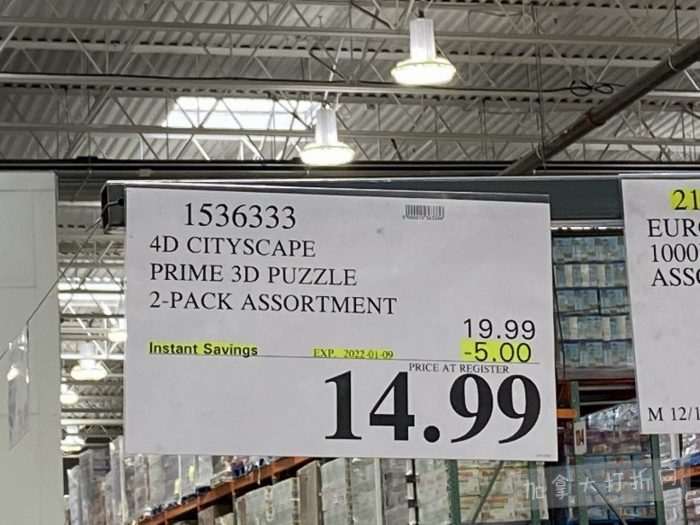 1536333
4D CITYSCAPE
PRIME 3D PUZZLE
2-PACK ASSORTMENT
19.99
Instant Savings EXP. 2022-01-09 -5.00
PRICE AT REGISTER
14.99
21
EUR
1000
ASS
M 12/1
加拿大打折